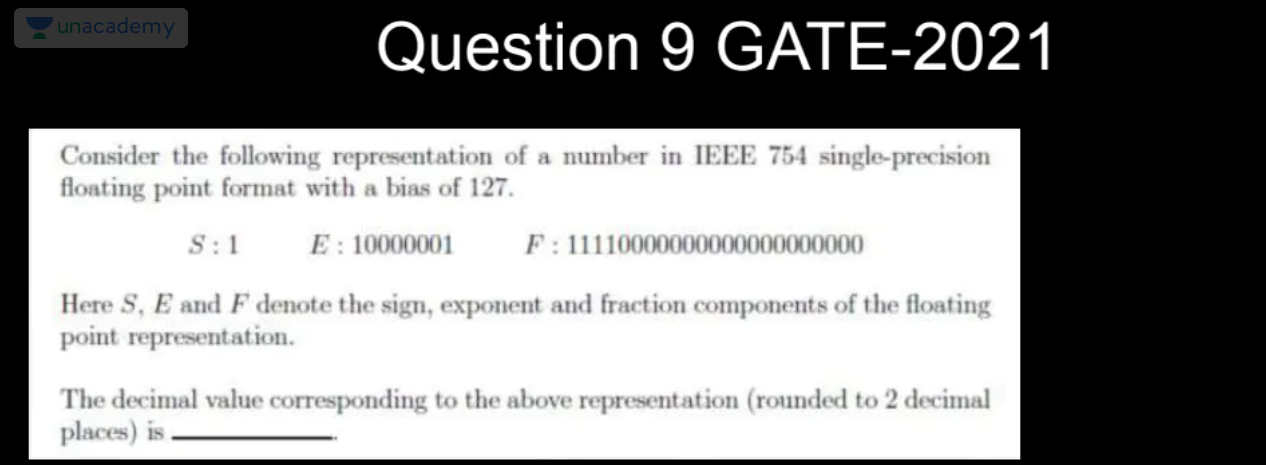 unacademy
Question 9 GATE-2021
Consider the following representation of a number in IEEE 754 single-precision
floating point format with a bias of 127.
S : 1 E : 10000001 F : 11110000000000000000000
Here S, E and F denote the sign, exponent and fraction components of the floating
point representation.
The decimal value corresponding to the above representation (rounded to 2 decimal
places) is ____________.